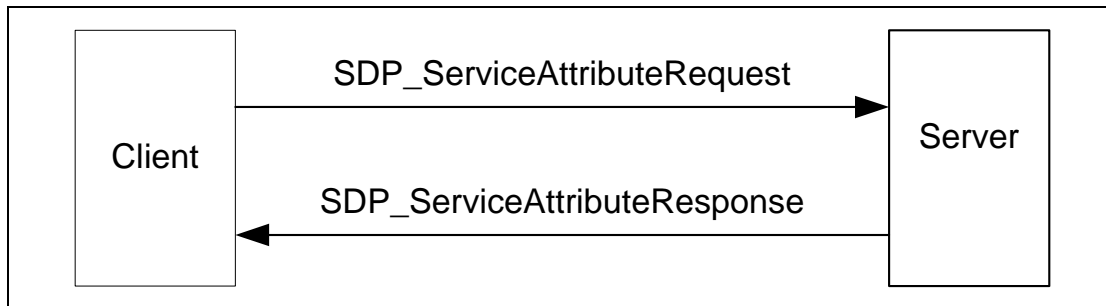 SDP_ServiceAttributeRequest
Client
Server
SDP_ServiceAttributeResponse